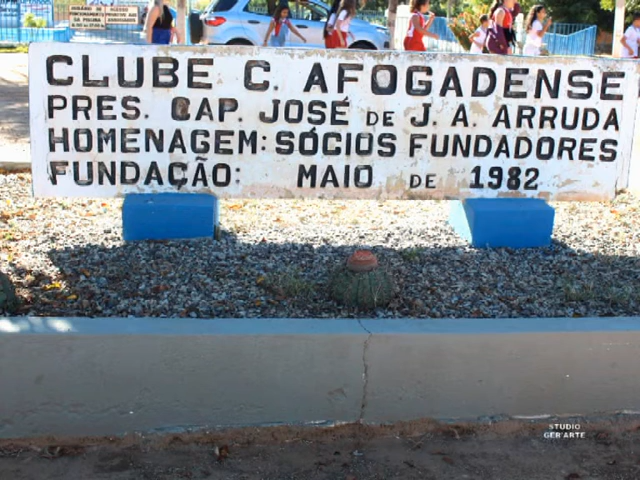 CLUBE C. AFOGADENSE
PRES. CAP. JOSÉ DE J. A. ARRUDA
HOMENAGEM: SÓCIOS FUNDADORES
FUNDAÇÃO: MAIO DE 1982
STUDIO
GER'ARTE